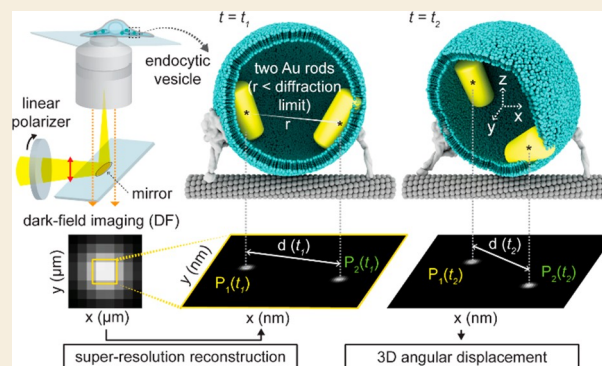 t = t₁
t = t₂
endocytic
vesicle
linear
polarizer
mirror
two Au rods
(r < diffraction
limit)
*
*
r
*
*
z
x
y
dark-field imaging (DF)
y (µm)
x (µm)
y (nm)
d (t₁)
P₁(t₁)
P₂(t₁)
x (nm)
d (t₂)
P₁(t₂)
P₂(t₂)
x (nm)
super-resolution reconstruction
3D angular displacement